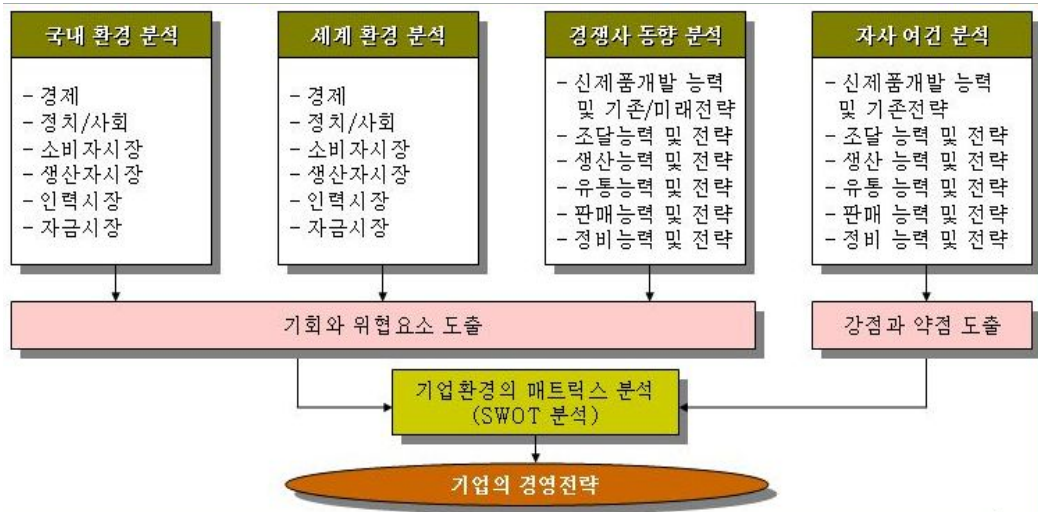 국내 환경 분석
- 경제
- 정치/사회
- 소비자시장
- 생산자시장
- 인력시장
- 자금시장
세계 환경 분석
- 경제
- 정치/사회
- 소비자시장
- 생산자시장
- 인력시장
- 자금시장
경쟁사 동향 분석
- 신제품개발 능력
및 기존/미래전략
- 조달능력 및 전략
- 생산능력 및 전략
- 유통능력 및 전략
- 판매능력 및 전략
- 정비능력 및 전략
자사 여건 분석
- 신제품개발 능력
및 기존전략
- 조달 능력 및 전략
- 생산 능력 및 전략
- 유통 능력 및 전략
- 판매 능력 및 전략
- 정비 능력 및 전략
기회와 위협요소 도출
강점과 약점 도출
기업환경의 매트릭스 분석
(SWOT 분석)
기업의 경영전략